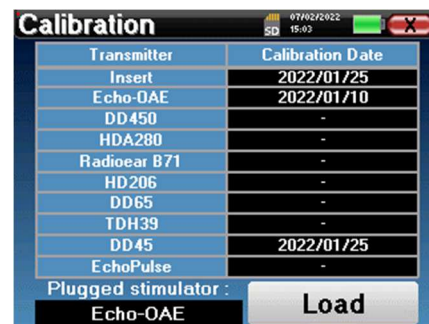 Calibration
SD
07/02/2022
15:03
X
Transmitter Calibration Date
Insert 2022/01/25
Echo-OAE 2022/01/10
DD450 -
HDA280 -
Radioear B71 -
HD206 -
DD65 -
TDH39 -
DD45 2022/01/25
EchoPulse -
Plugged stimulator :
Echo-OAE
Load